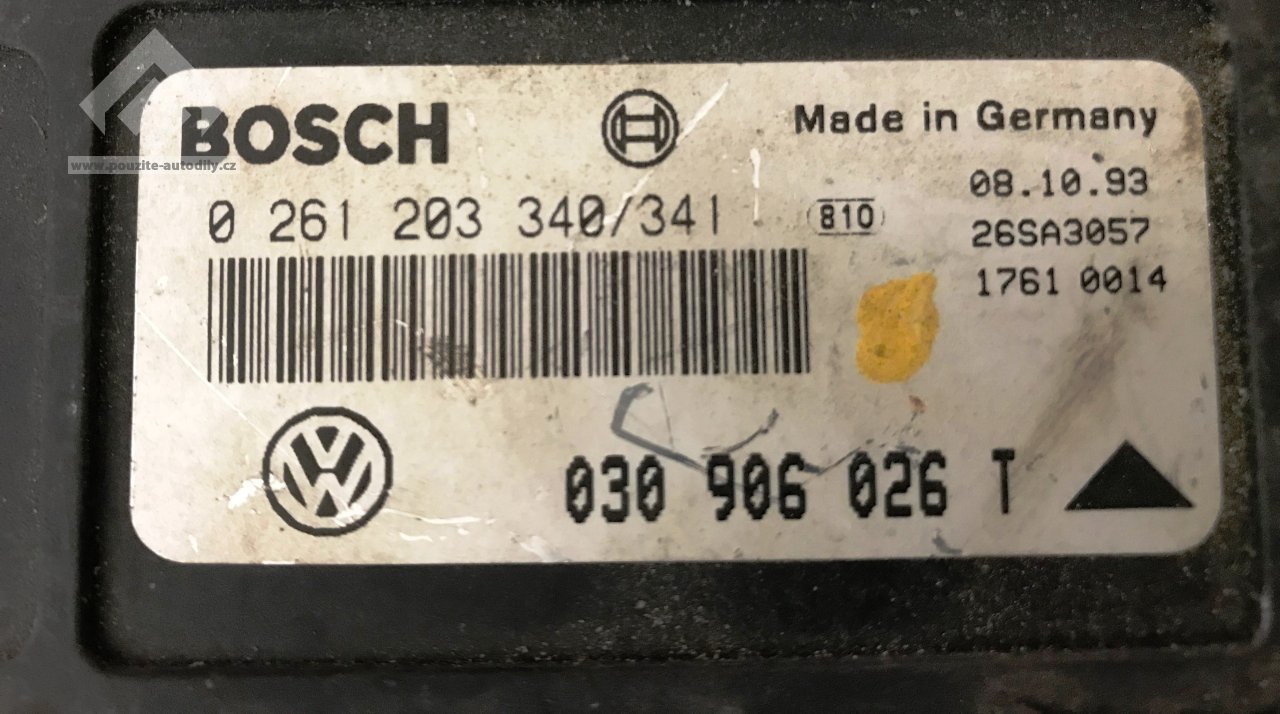 BOSCH
Made in Germany
www.pouzite-autodily.cz
08.10.93
0 261 203 340/341
810
26SA3057
1761 0014
VW
030 906 026 T